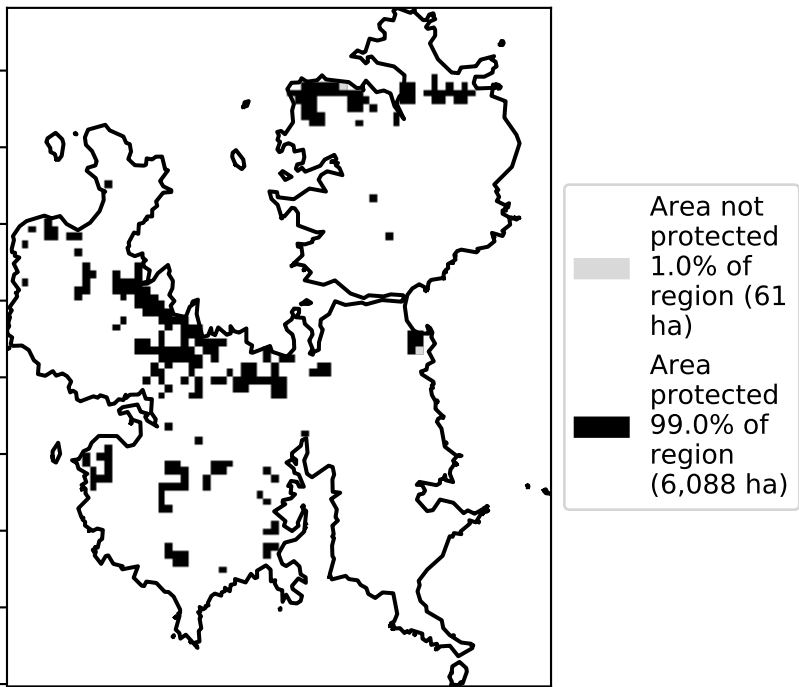 Area not
protected
1.0% of
region (61
ha)
Area
protected
99.0% of
region
(6,088 ha)